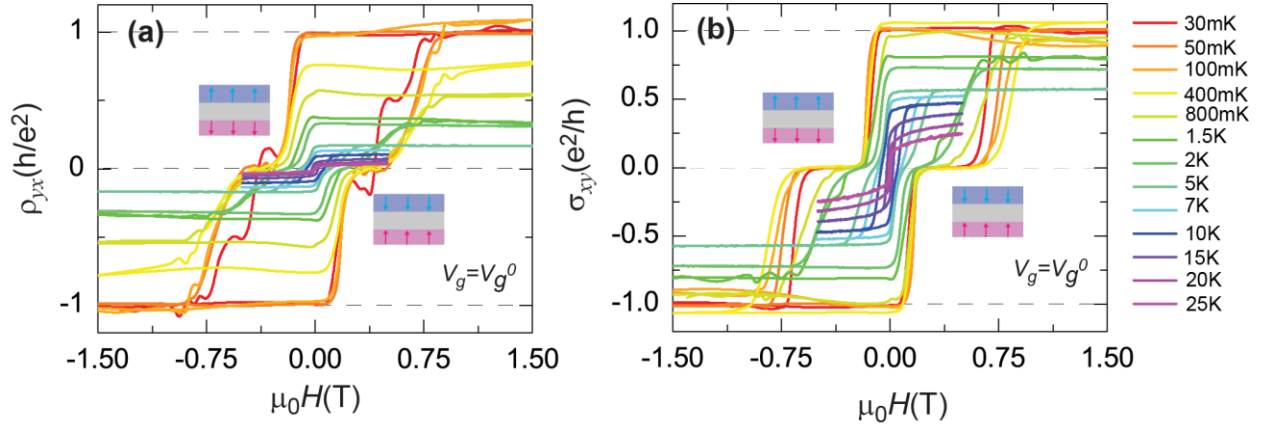 (a)
ρyx(h/e²)
1
0
-1
-1.50
-0.75
0.00
0.75
1.50
μ₀H(T)
Vg=Vg⁰
(b)
σxy(e²/h)
1.0
0.5
0.0
-0.5
-1.0
-1.50
-0.75
0.00
0.75
1.50
μ₀H(T)
Vg=Vg⁰
30mK
50mK
100mK
400mK
800mK
1.5K
2K
5K
7K
10K
15K
20K
25K